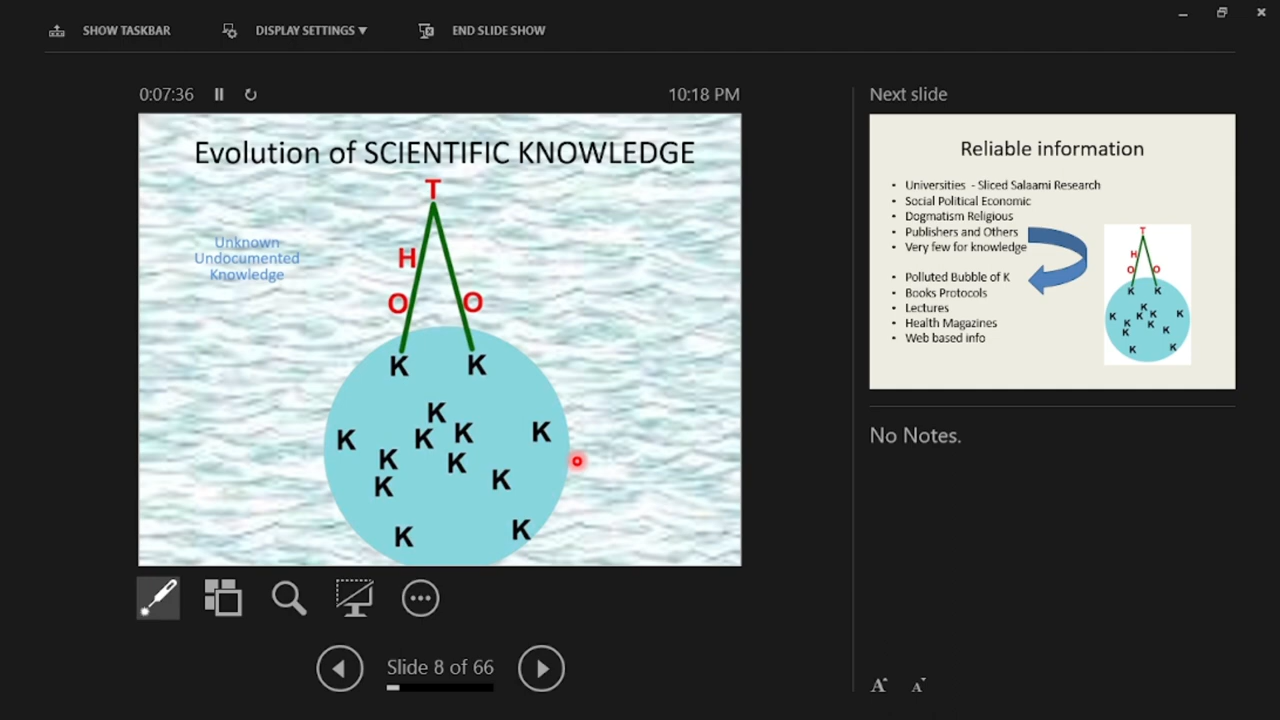 SHOW TASKBAR
DISPLAY SETTINGS
END SLIDE SHOW
0:07:36
10:18 PM
Evolution of SCIENTIFIC KNOWLEDGE
T
Unknown
Undocumented
Knowledge
H
O O
K K
K
K K K K
K K
K K
K K
Slide 8 of 66
Next slide
Reliable information
• Universities - Sliced Salaami Research
• Social Political Economic
• Dogmatism Religious
• Publishers and Others
• Very few for knowledge
• Polluted Bubble of K
• Books Protocols
• Lectures
• Health Magazines
• Web based info
T
H
O O
K K
K
K K K K
K K
K K
K K
No Notes.
A A